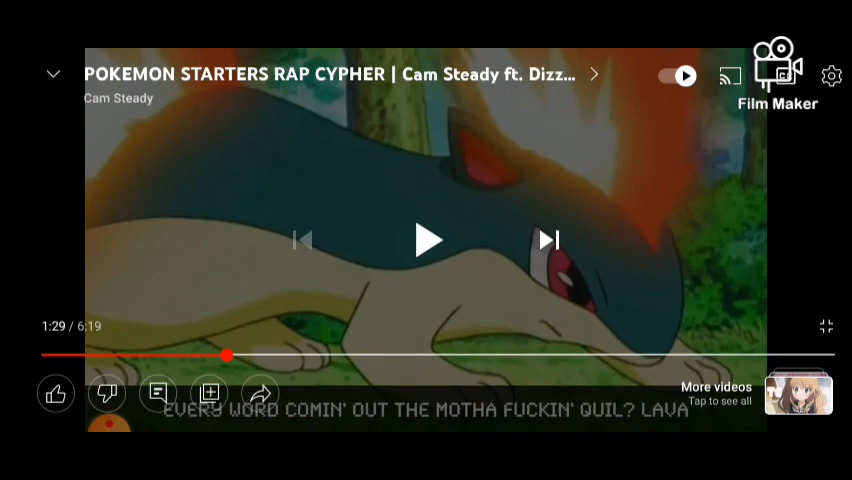 POKEMON STARTERS RAP CYPHER | Cam Steady ft. Dizz...
Cam Steady
Film Maker
1:29 / 6:19
More videos
Tap to see all
EVERY WORD COMIN' OUT THE MOTHA FUCKIN' QUIL? LAVA